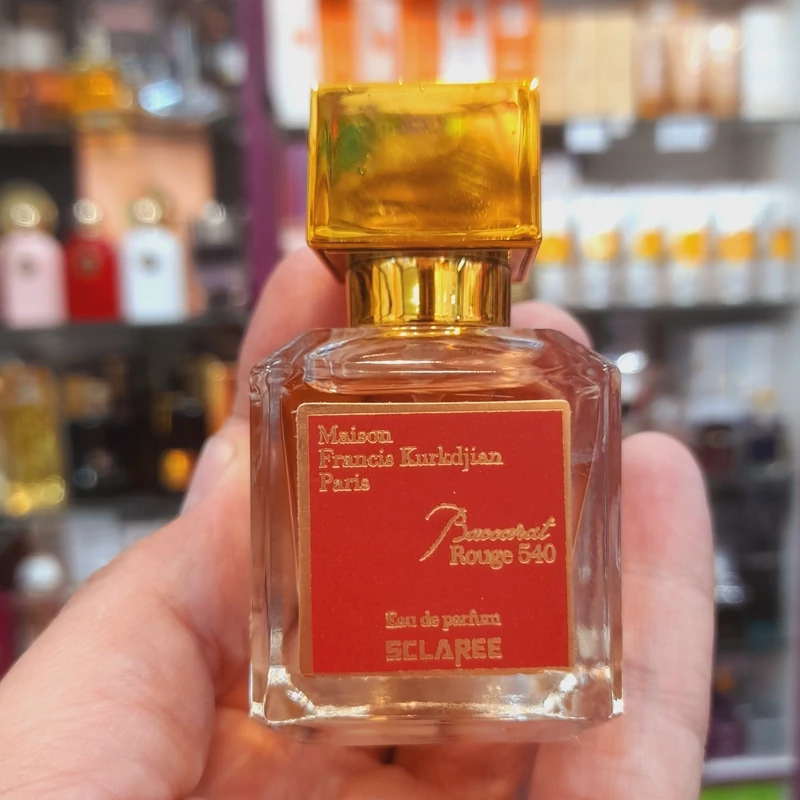 Maison
Francis Kurkdjian
Paris
Baccarat
Rouge 540
Eau de parfum
SCLAREE